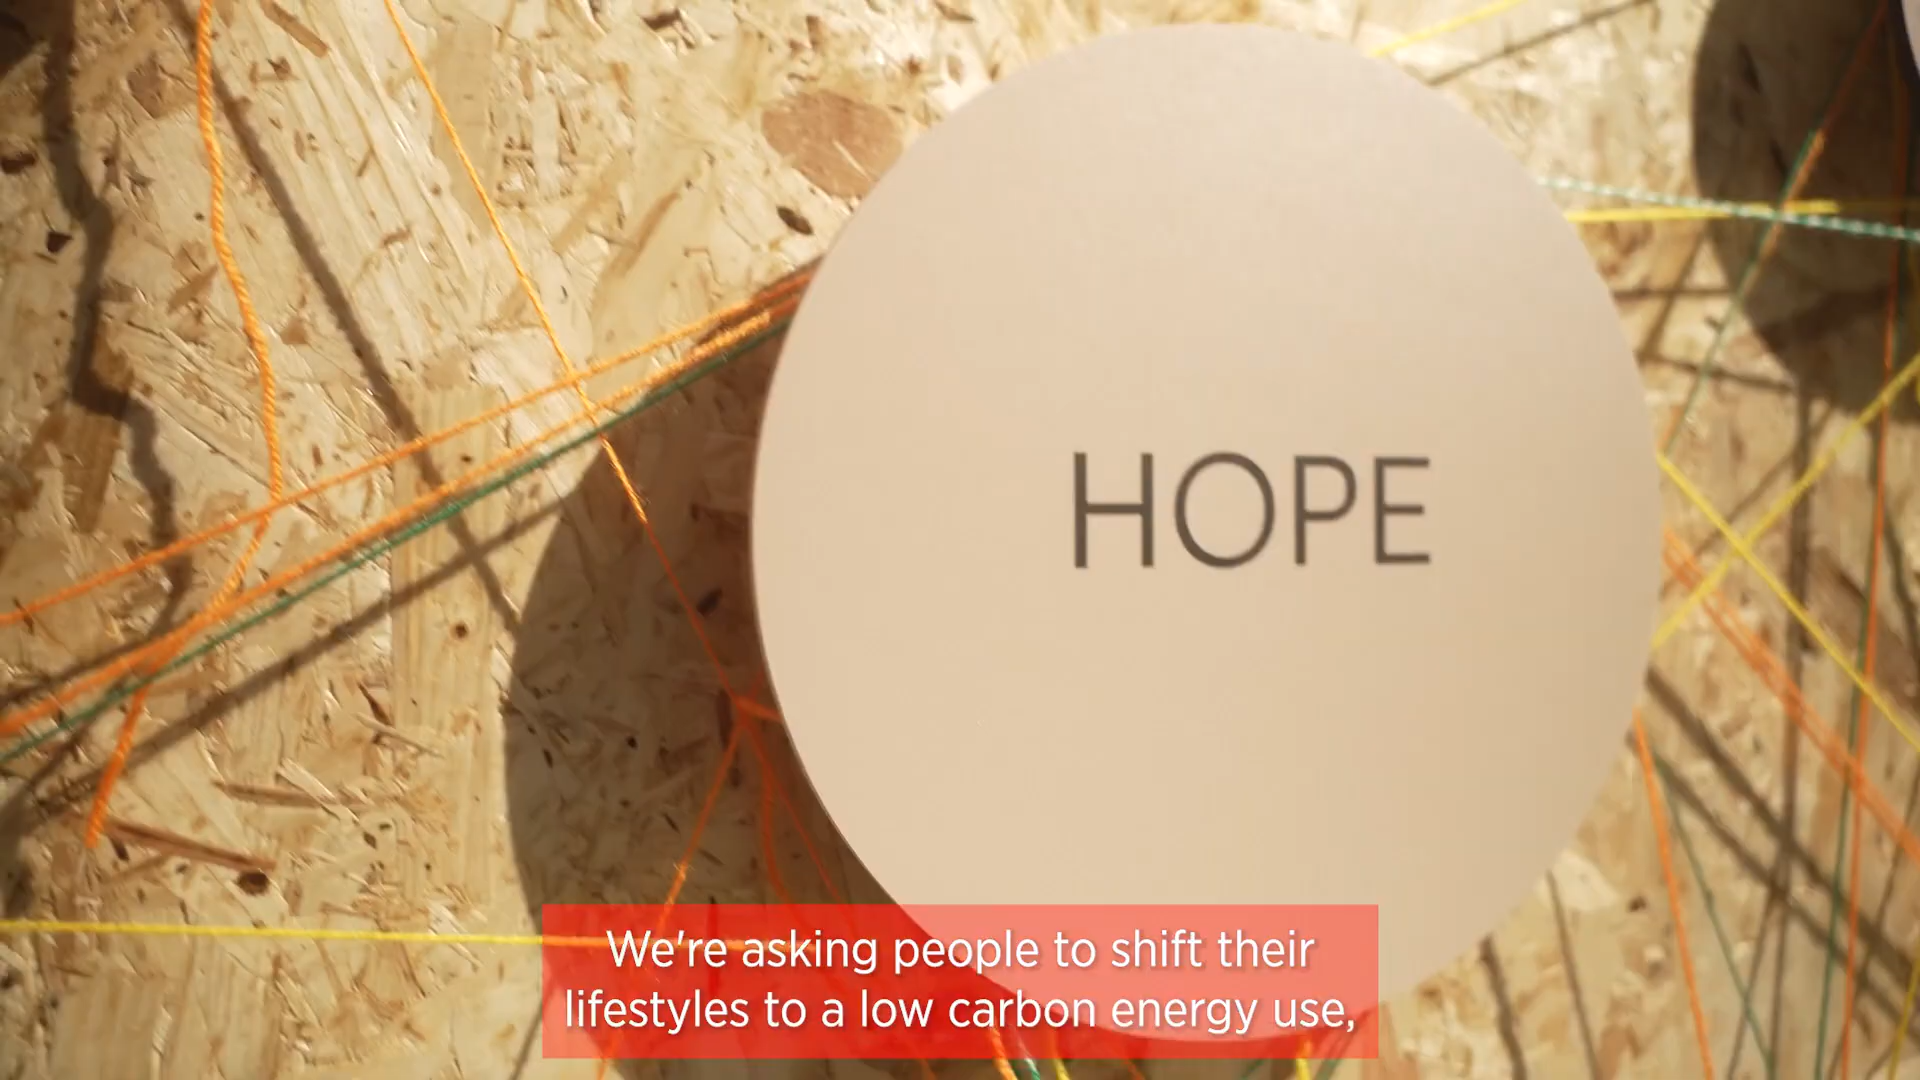 HOPE
We're asking people to shift their
lifestyles to a low carbon energy use,